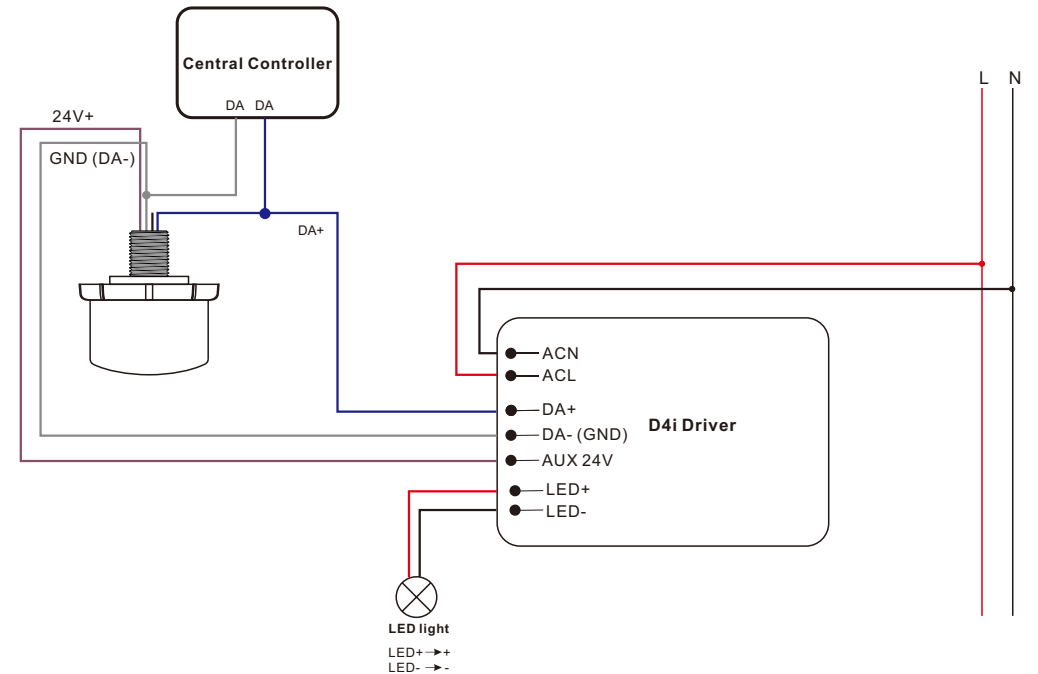 Central Controller
DA DA
24V+
GND (DA-)
DA+
L N
ACN
ACL
DA+
DA- (GND)
AUX 24V
LED+
LED-
D4i Driver
LED light
LED+→+
LED-→-